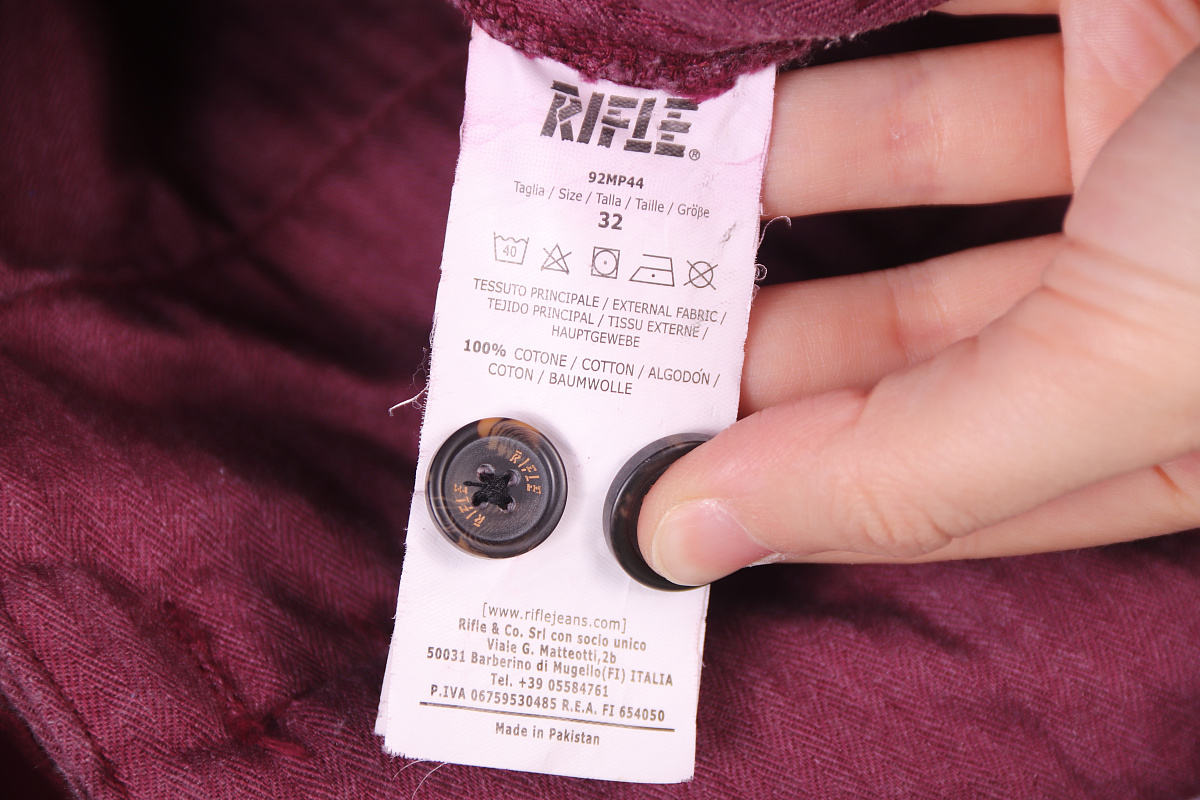 RIFLE®
92MP44
Taglia / Size / Talla / Taille / Größe
32
40
TESSUTO PRINCIPALE / EXTERNAL FABRIC /
TEJIDO PRINCIPAL / TISSU EXTERNE /
HAUPTGEWEBE
100% COTONE / COTTON / ALGODÓN /
COTON / BAUMWOLLE
RIFLE
RIFLE
[www.riflejeans.com]
Rifle & Co. Srl con socio unico
Viale G. Matteotti,2b
50031 Barberino di Mugello(FI) ITALIA
Tel. +39 05584761
P.IVA 06759530485 R.E.A. FI 654050
Made in Pakistan